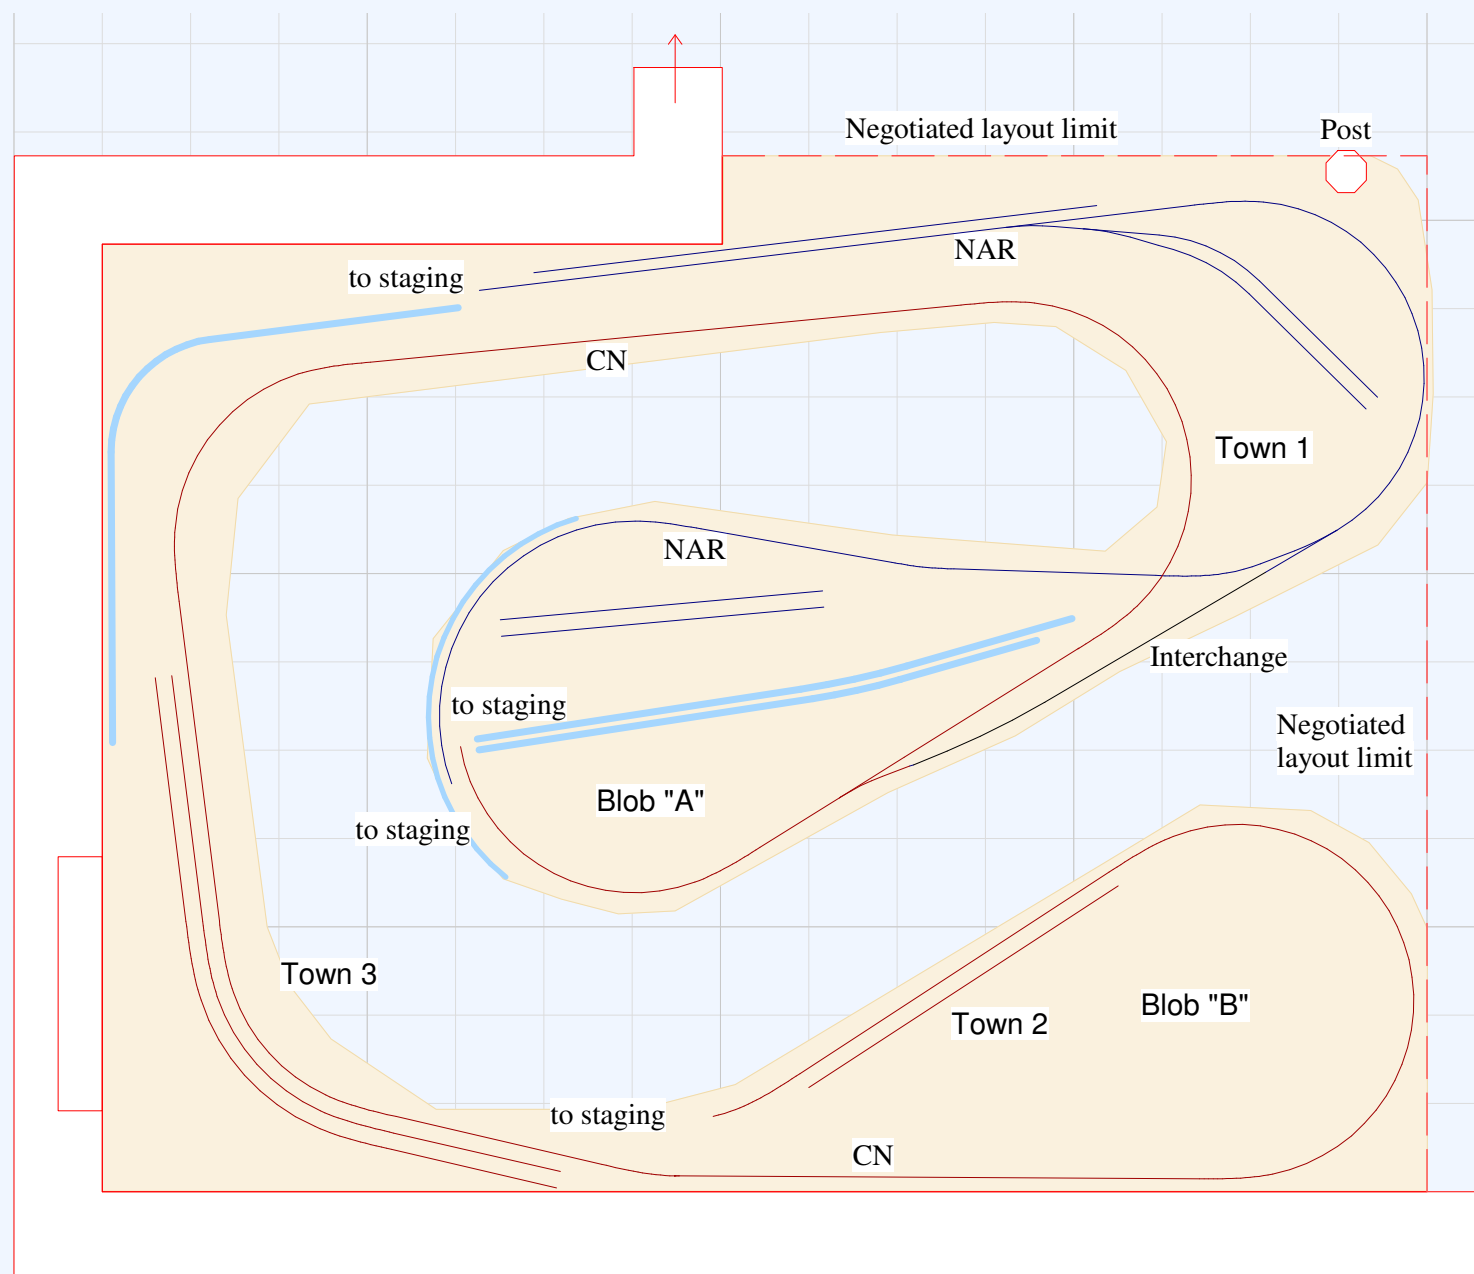 Negotiated layout limit
Post
NAR
to staging
CN
Town 1
NAR
Interchange
to staging
Negotiated
layout limit
Blob "A"
to staging
Town 3
Blob "B"
Town 2
to staging
CN